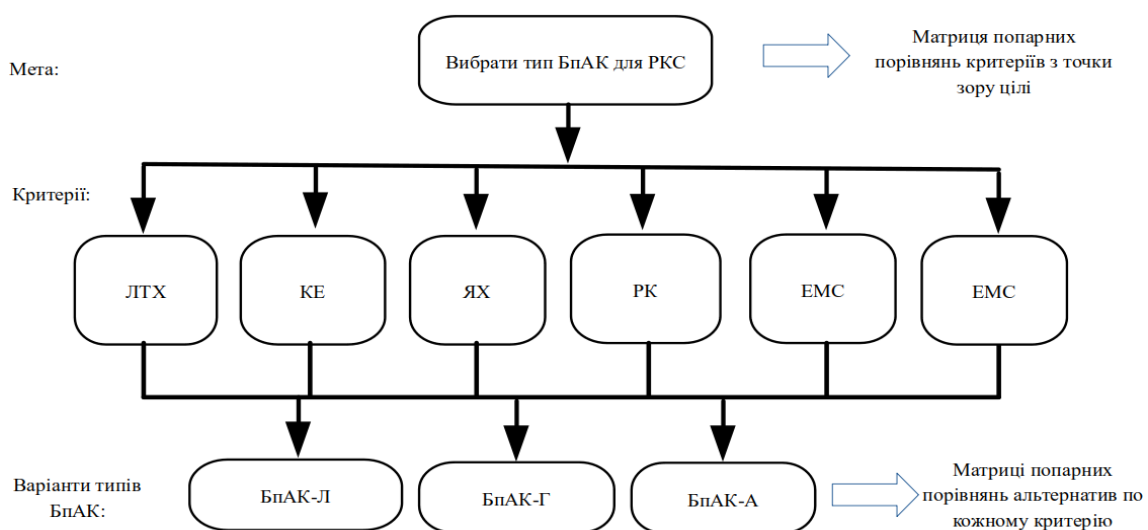 Мета:
Вибрати тип БпАК для РКС
Матриця попарних
порівнянь критеріїв з точки
зору цілі
Критерії:
ЛТХ
КЕ
ЯХ
РК
ЕМС
ЕМС
Варіанти типів
БпАК:
БпАК-Л
БпАК-Г
БпАК-А
Матриці попарних
порівнянь альтернатив по
кожному критерію